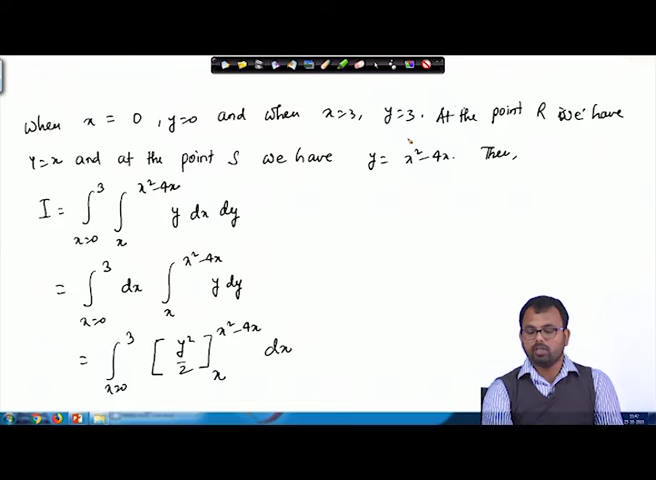 When x = 0, y=0 and when x=3, y=3. At the point R we have
Y=x and at the point S we have y = x²-4x. Then,
I = ∫_{x=0}^{3} ∫_{x}^{x²-4x} y dx dy
= ∫_{x=0}^{3} dx ∫_{x}^{x²-4x} y dy
= ∫_{x=0}^{3} [y²/2]_{x}^{x²-4x} dx